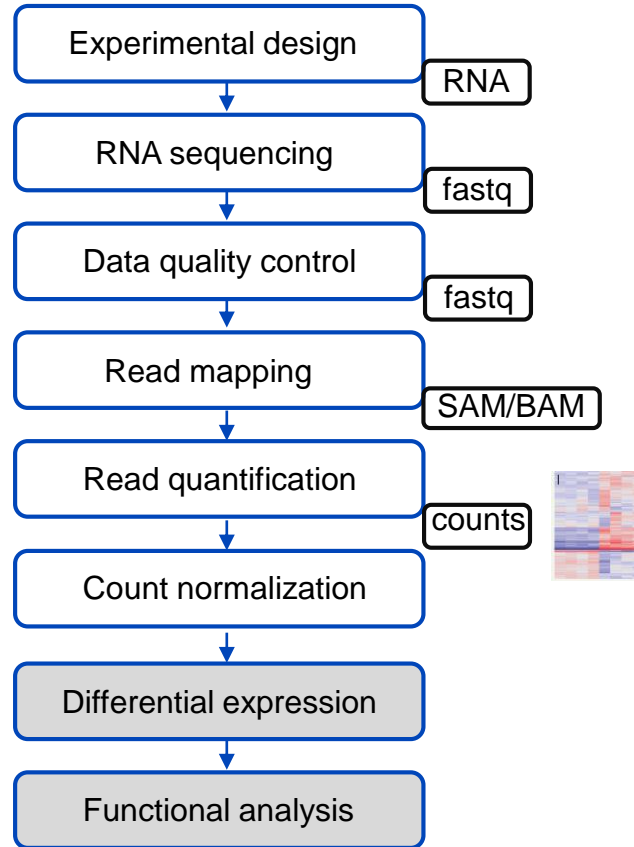 Experimental design
RNA
RNA sequencing
fastq
Data quality control
fastq
Read mapping
SAM/BAM
Read quantification
counts
Count normalization
Differential expression
Functional analysis